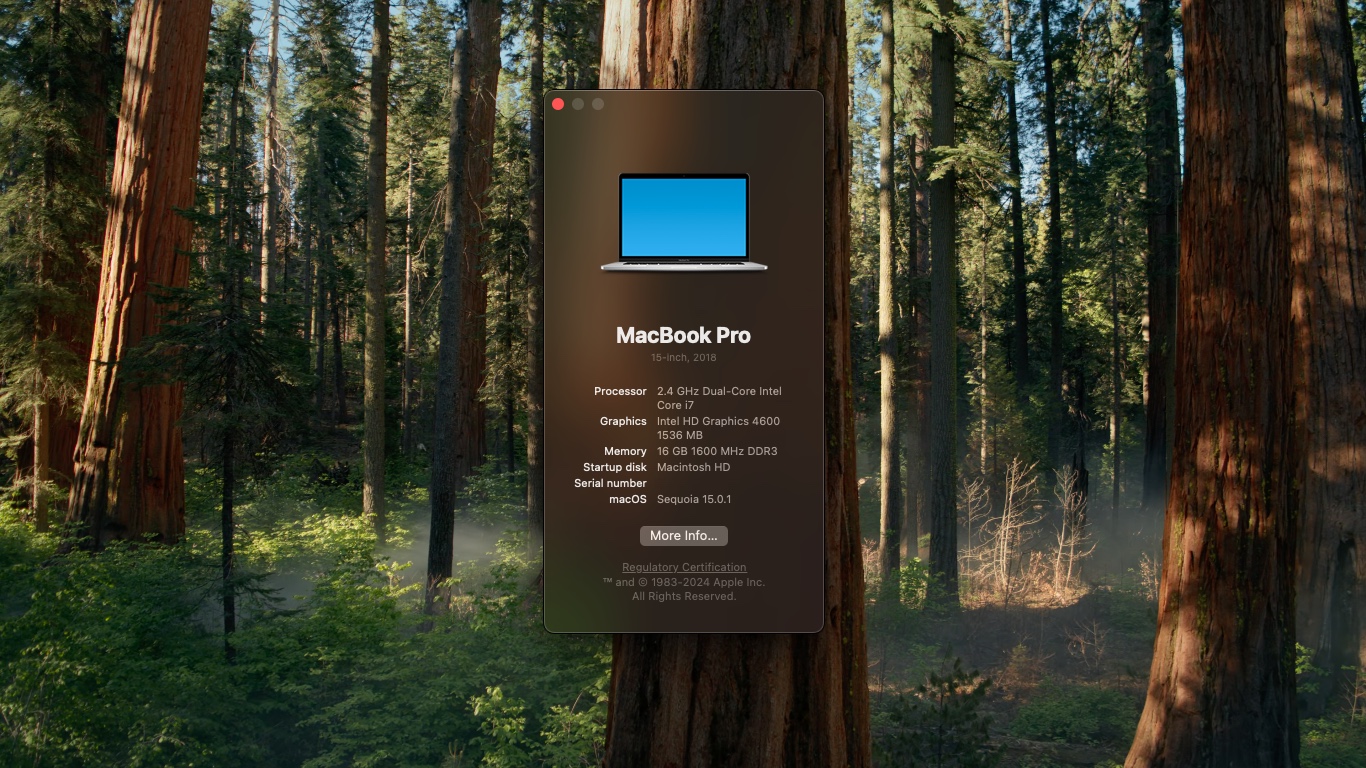 MacBook Pro
15-inch, 2018
Processor 2.4 GHz Dual-Core Intel
Core i7
Graphics Intel HD Graphics 4600
1536 MB
Memory 16 GB 1600 MHz DDR3
Startup disk Macintosh HD
Serial number
macOS Sequoia 15.0.1
More Info...
Regulatory Certification
™ and © 1983-2024 Apple Inc.
All Rights Reserved.